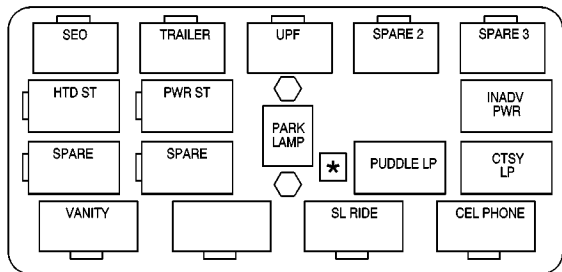 SEO
TRAILER
UPF
SPARE 2
SPARE 3
HTD ST
PWR ST
PARK
LAMP
INADV
PWR
SPARE
SPARE
*
PUDDLE LP
CTSY
LP
VANITY
SL RIDE
CEL PHONE